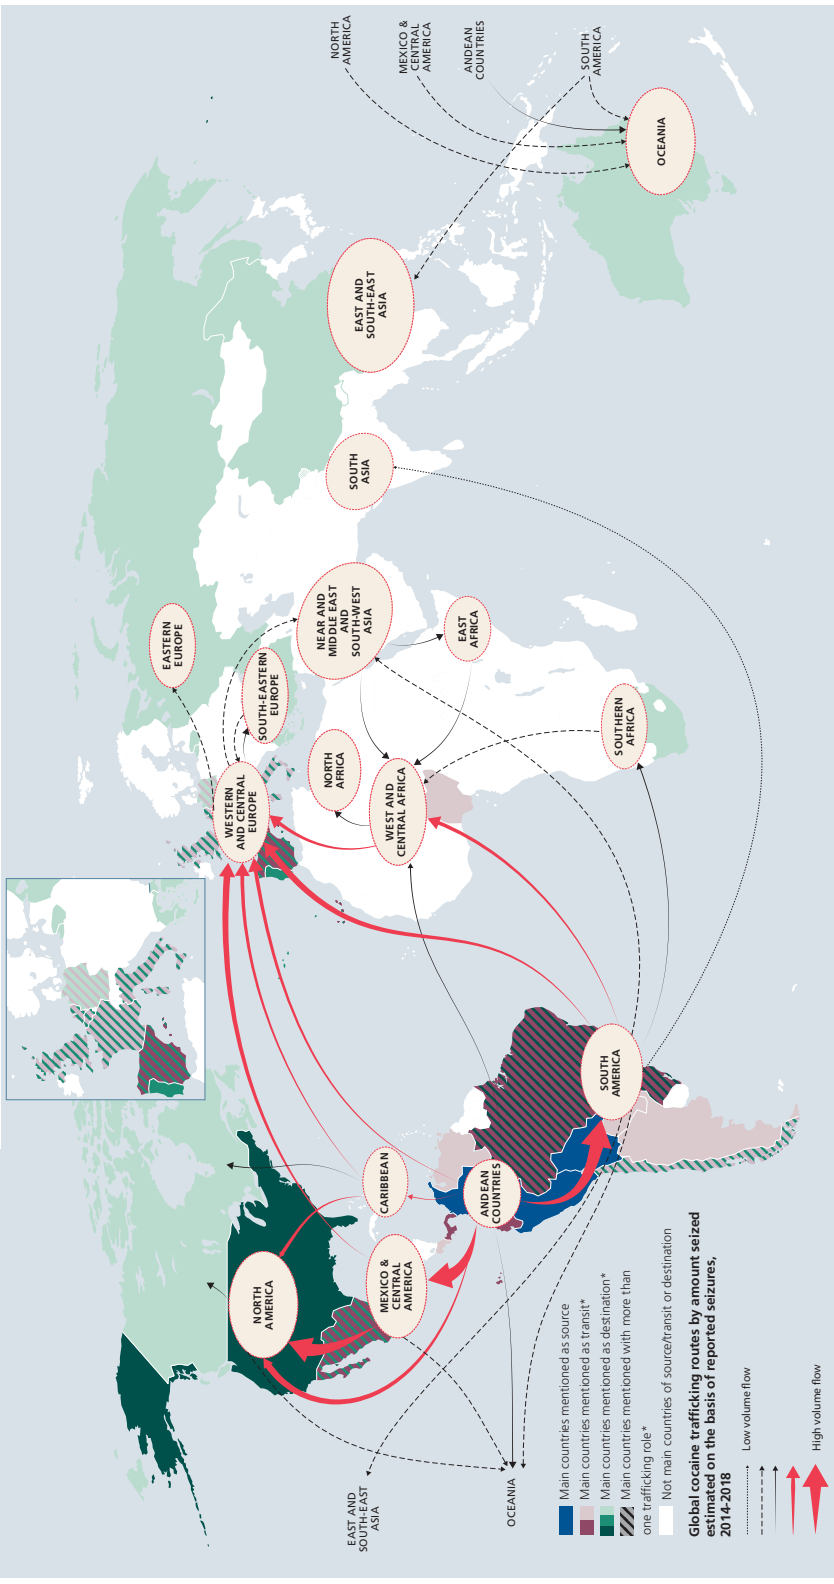 NORTH
AMERICA
MEXICO &
CENTRAL
AMERICA
ANDEAN
COUNTRIES
SOUTH
AMERICA
OCEANIA
EAST AND
SOUTH-EAST
ASIA
SOUTH
ASIA
NEAR AND
MIDDLE EAST
AND
SOUTH-WEST
ASIA
EAST
AFRICA
EASTERN
EUROPE
SOUTH-EASTERN
EUROPE
SOUTHERN
AFRICA
NORTH
AFRICA
WESTERN
AND CENTRAL
EUROPE
WEST AND
CENTRAL AFRICA
SOUTH
AMERICA
CARIBBEAN
ANDEAN
COUNTRIES
NORTH
AMERICA
MEXICO &
CENTRAL
AMERICA
EAST AND
SOUTH-EAST
ASIA
OCEANIA
Main countries mentioned as source
Main countries mentioned as transit*
Main countries mentioned as destination*
Main countries mentioned with more than
one trafficking role*
Not main countries of source/transit or destination
Global cocaine trafficking routes by amount seized
estimated on the basis of reported seizures,
2014-2018
Low volume flow
High volume flow